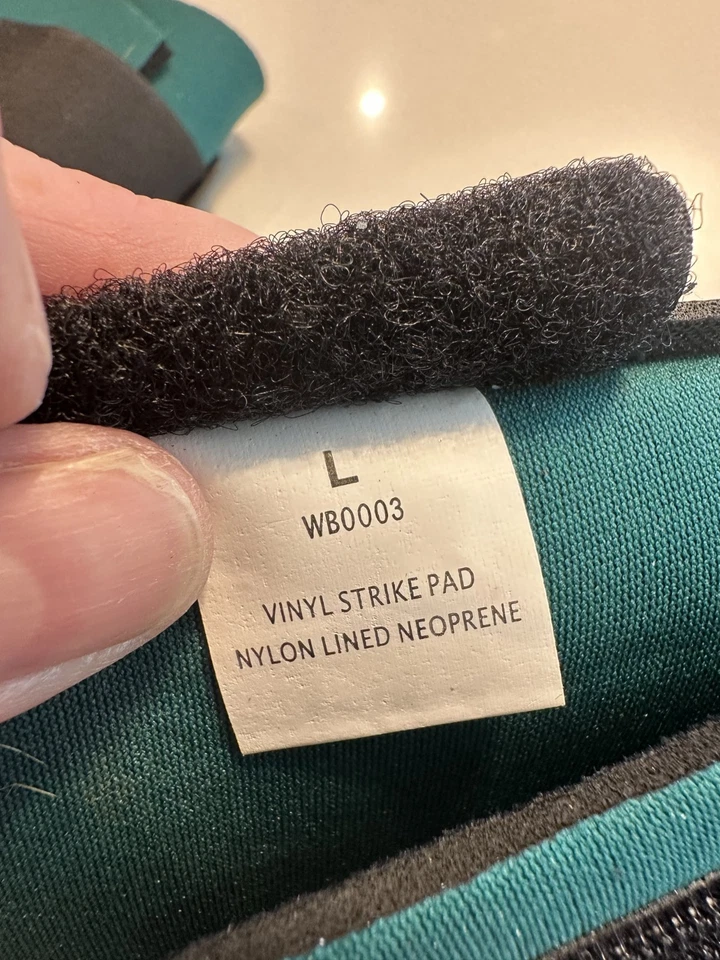 L
WB0003
VINYL STRIKE PAD
NYLON LINED NEOPRENE